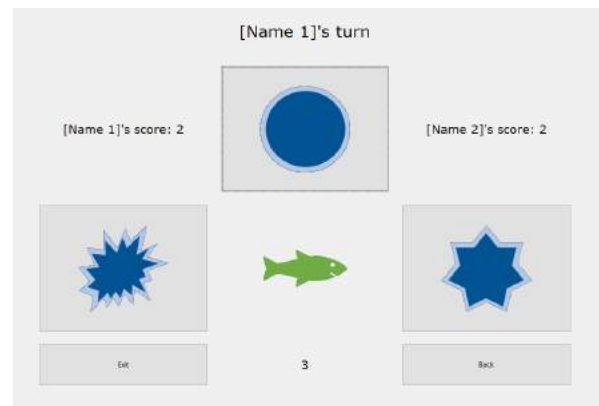 [Name 1]'s turn
[Name 1]'s score: 2
[Name 2]'s score: 2
Exit
3
Back